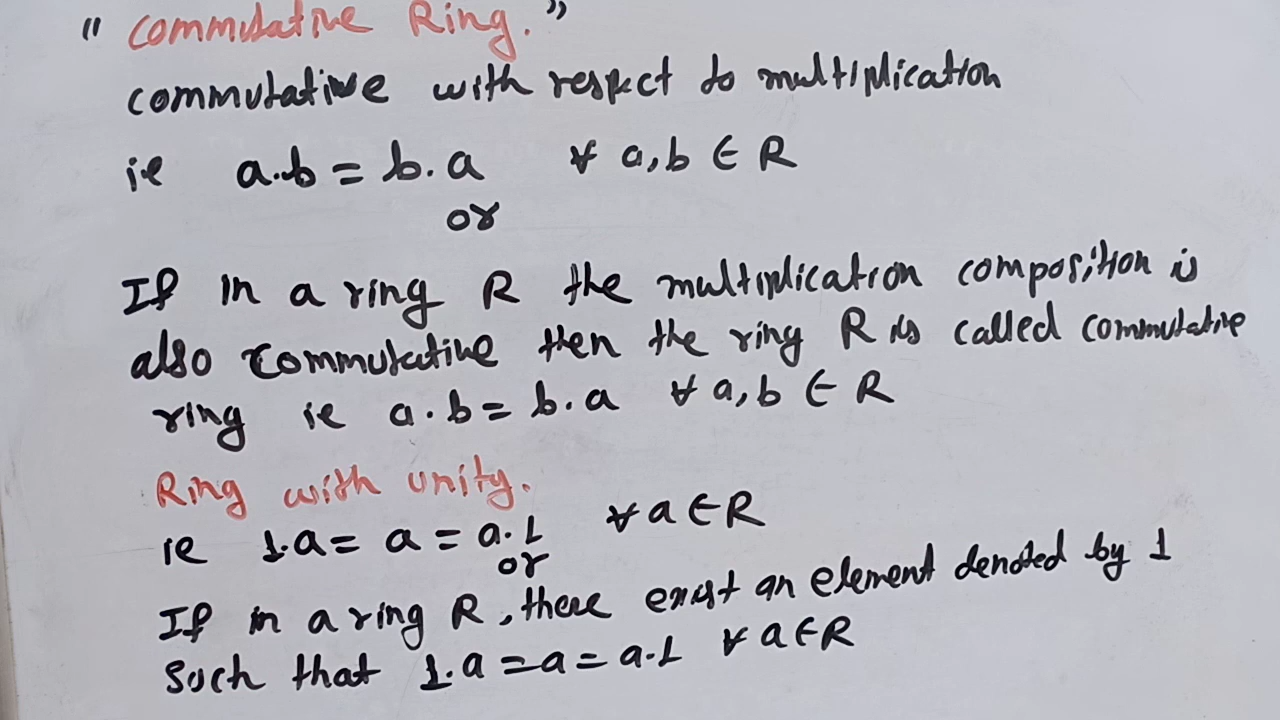 " Commutative Ring. "
commutative with respect to multiplication
ie a.b = b.a ∀ a,b ∈ R
or
If in a ring R the multiplication composition is
also commutative then the ring R is called commutative
ring ie a.b = b.a ∀ a,b ∈ R
Ring with unity.
ie 1.a = a = a.1 ∀ a ∈ R
or
If in a ring R, there exist an element denoted by 1
Such that 1.a = a = a.1 ∀ a ∈ R